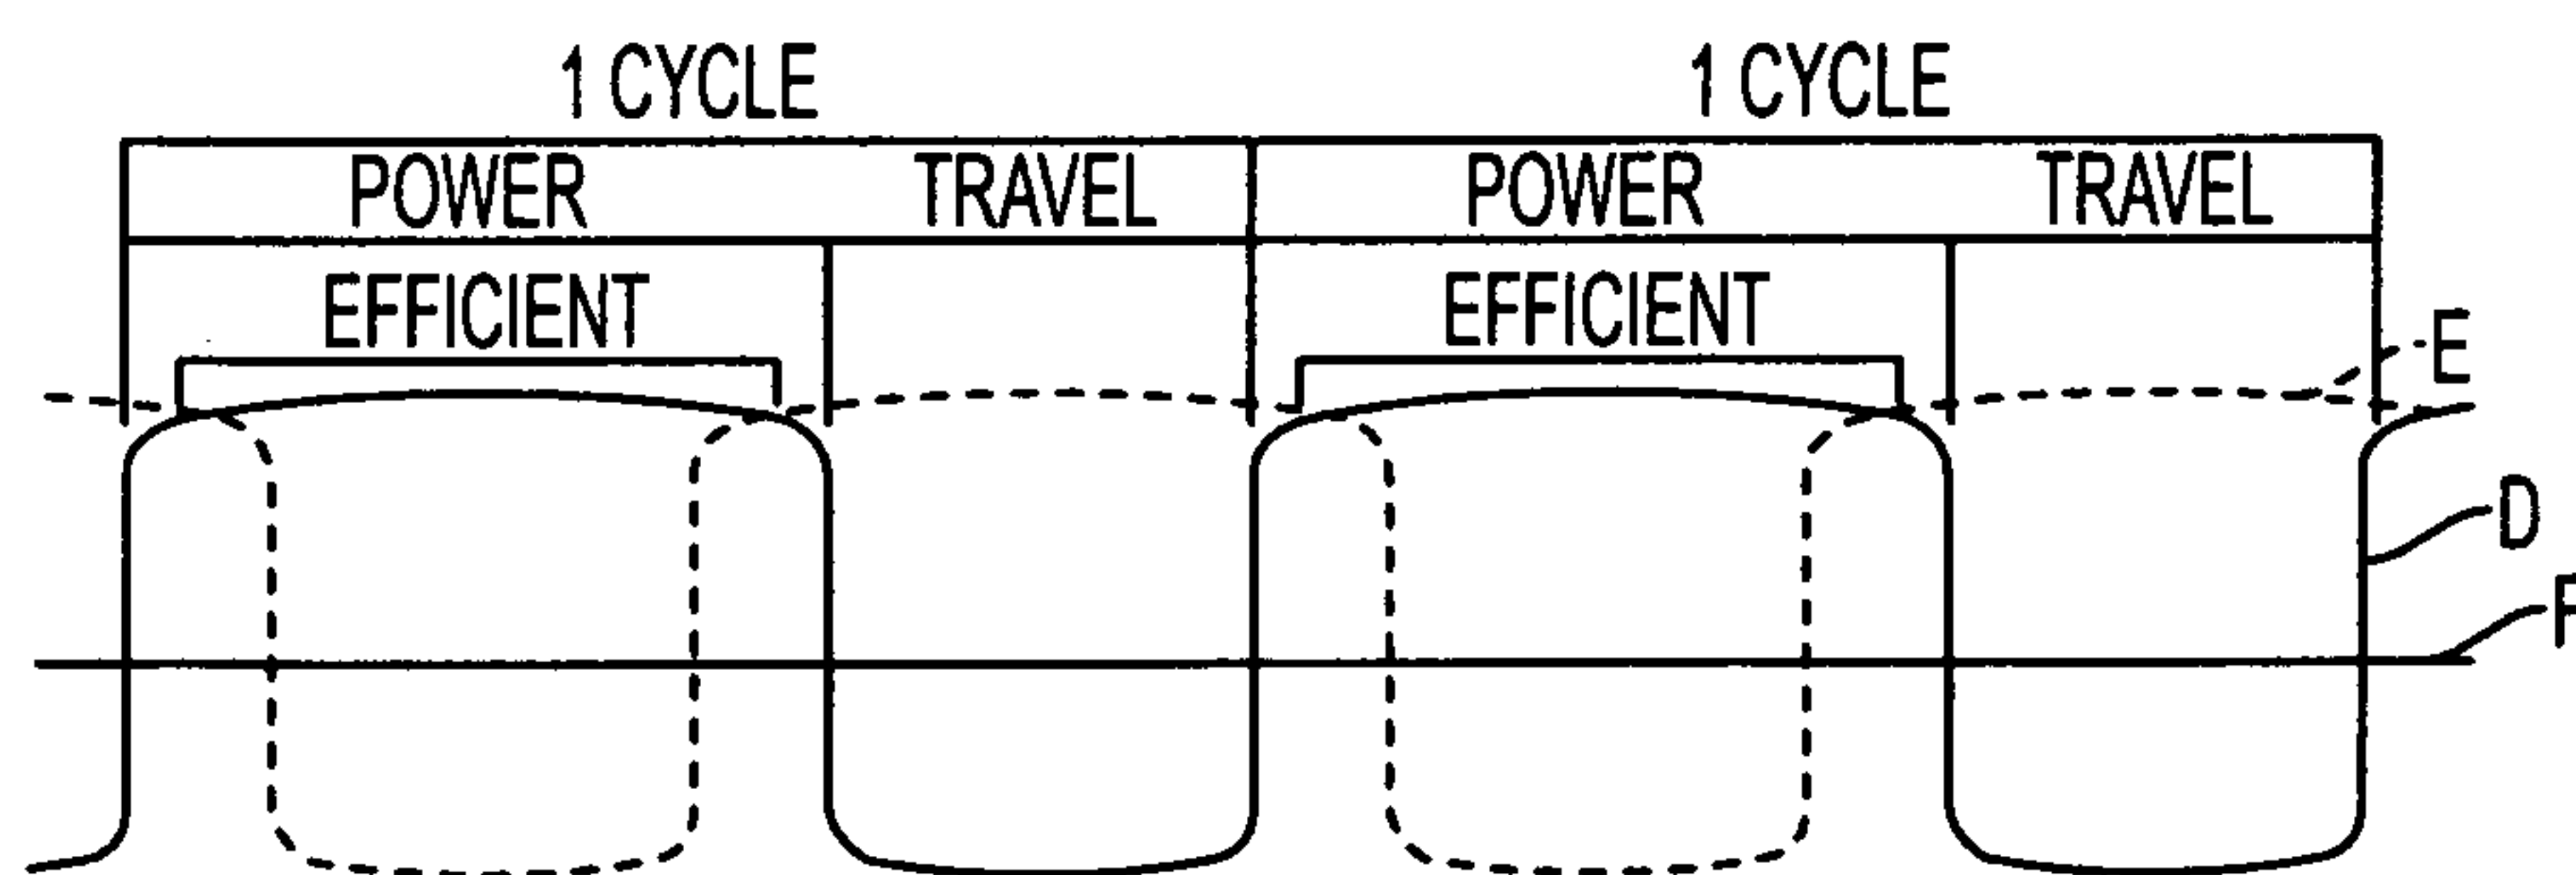 1 CYCLE 1 CYCLE
POWER TRAVEL POWER TRAVEL
EFFICIENT EFFICIENT
E
D
F